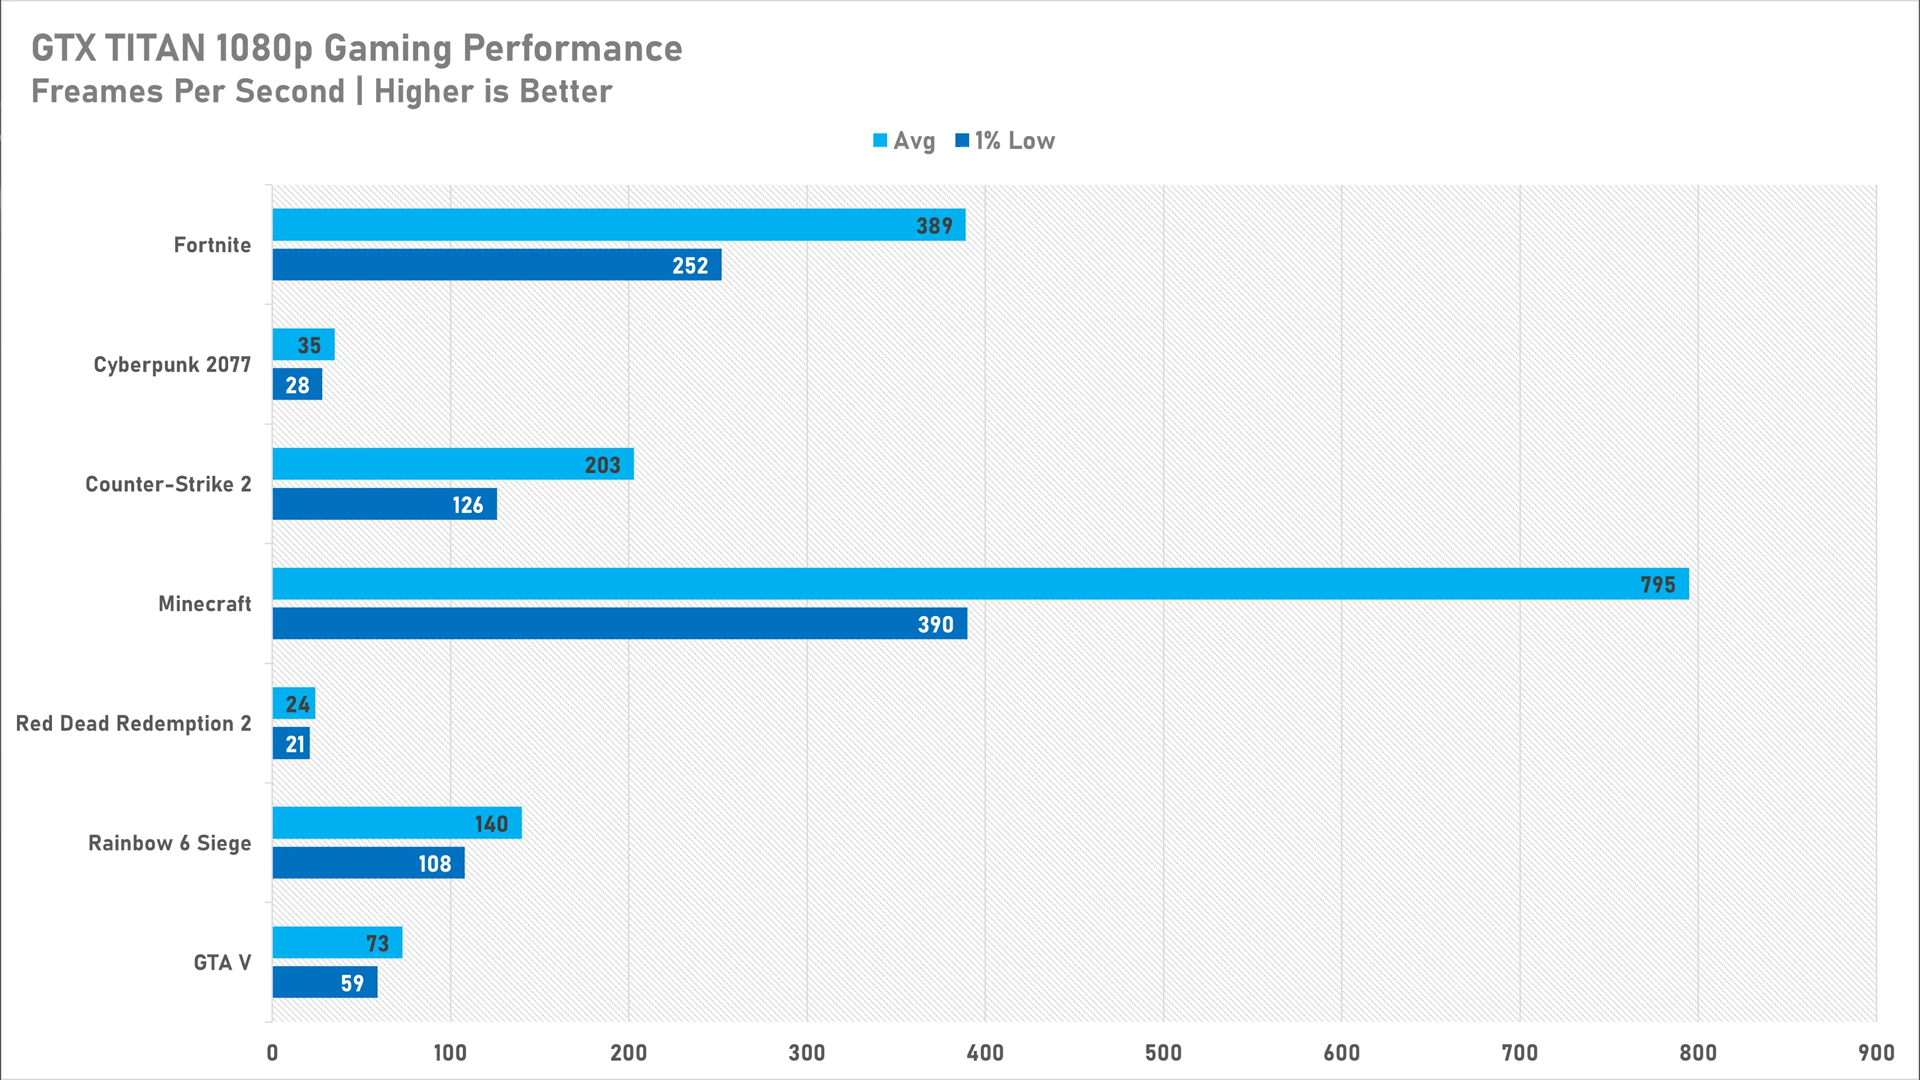 GTX TITAN 1080p Gaming Performance
Freames Per Second | Higher is Better
Avg 1% Low
Fortnite
389
252
Cyberpunk 2077
35
28
Counter-Strike 2
203
126
Minecraft
795
390
Red Dead Redemption 2
24
21
Rainbow 6 Siege
140
108
GTA V
73
59
0 100 200 300 400 500 600 700 800 900